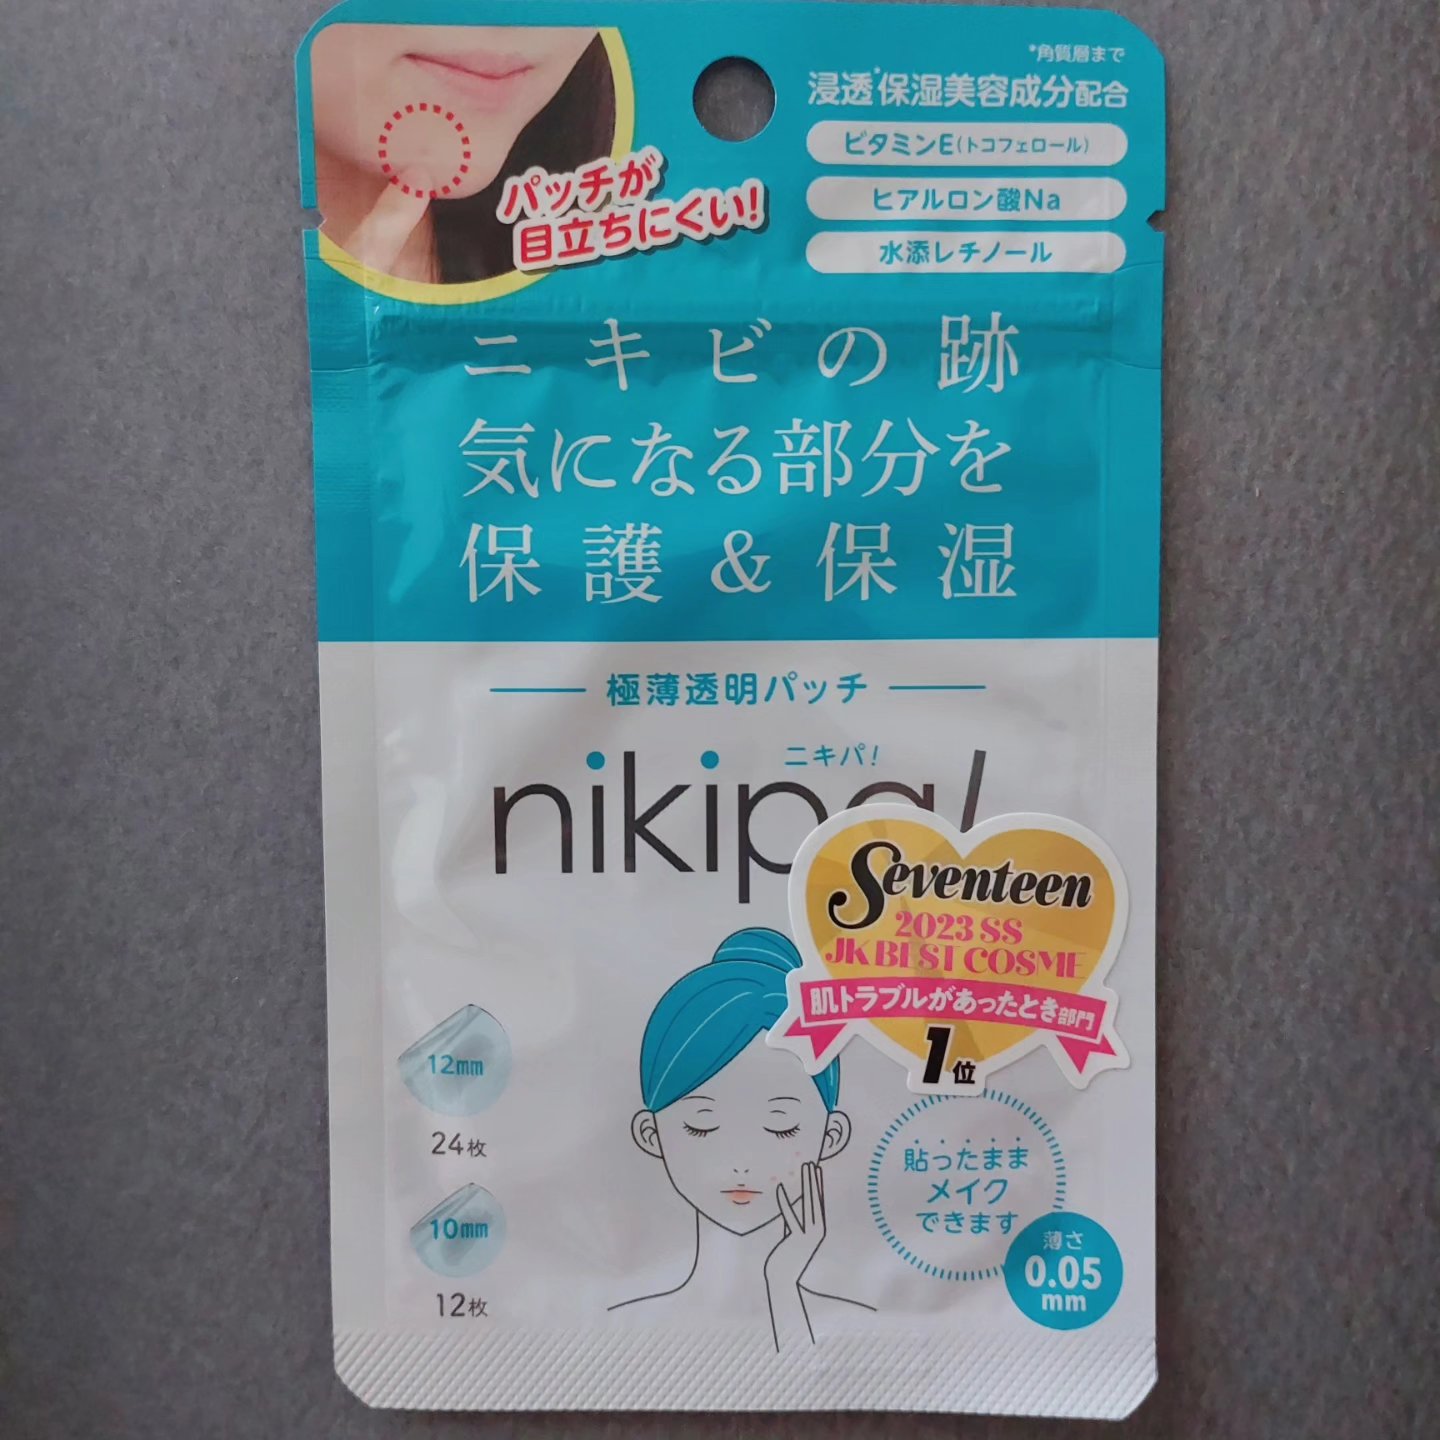 *角質層まで
浸透*保湿美容成分配合
ビタミンE(トコフェロール)
ヒアルロン酸Na
水添レチノール
パッチが
目立ちにくい!
ニキビの跡
気になる部分を
保護&保湿
極薄透明パッチ
ニキパ!
nikipa!
Seventeen
2023 SS
JK BEST COSME
肌トラブルがあったとき部門
1位
12mm
24枚
10mm
12枚
貼ったまま
メイク
できます
薄さ
0.05
mm